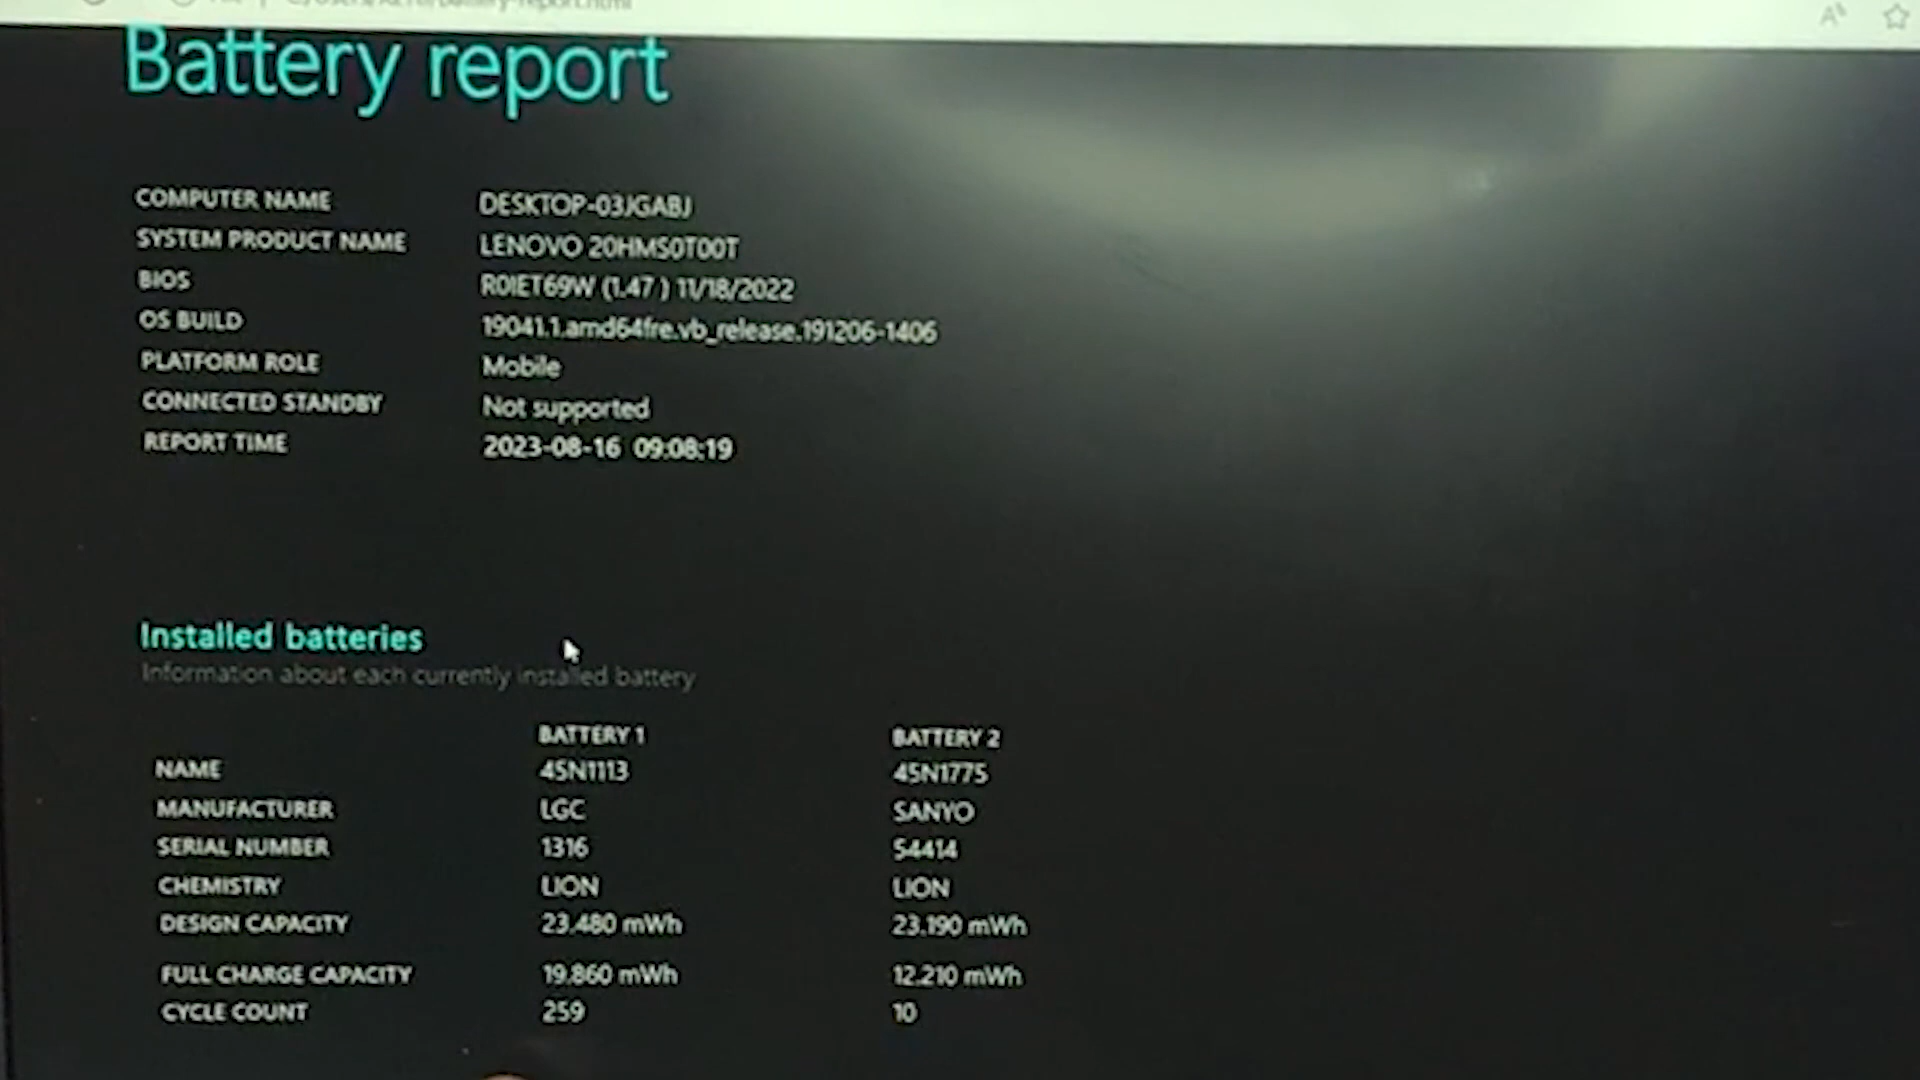 Battery report
COMPUTER NAME DESKTOP-03JGABJ
SYSTEM PRODUCT NAME LENOVO 20HMS0T00T
BIOS R0IET69W (1.47 ) 11/18/2022
OS BUILD 19041.1.amd64fre.vb_release.191206-1406
PLATFORM ROLE Mobile
CONNECTED STANDBY Not supported
REPORT TIME 2023-08-16 09:08:19
Installed batteries
Information about each currently installed battery
BATTERY 1 BATTERY 2
NAME 45N1113 45N1775
MANUFACTURER LGC SANYO
SERIAL NUMBER 1316 54414
CHEMISTRY LION LION
DESIGN CAPACITY 23.480 mWh 23.190 mWh
FULL CHARGE CAPACITY 19.860 mWh 12.210 mWh
CYCLE COUNT 259 10